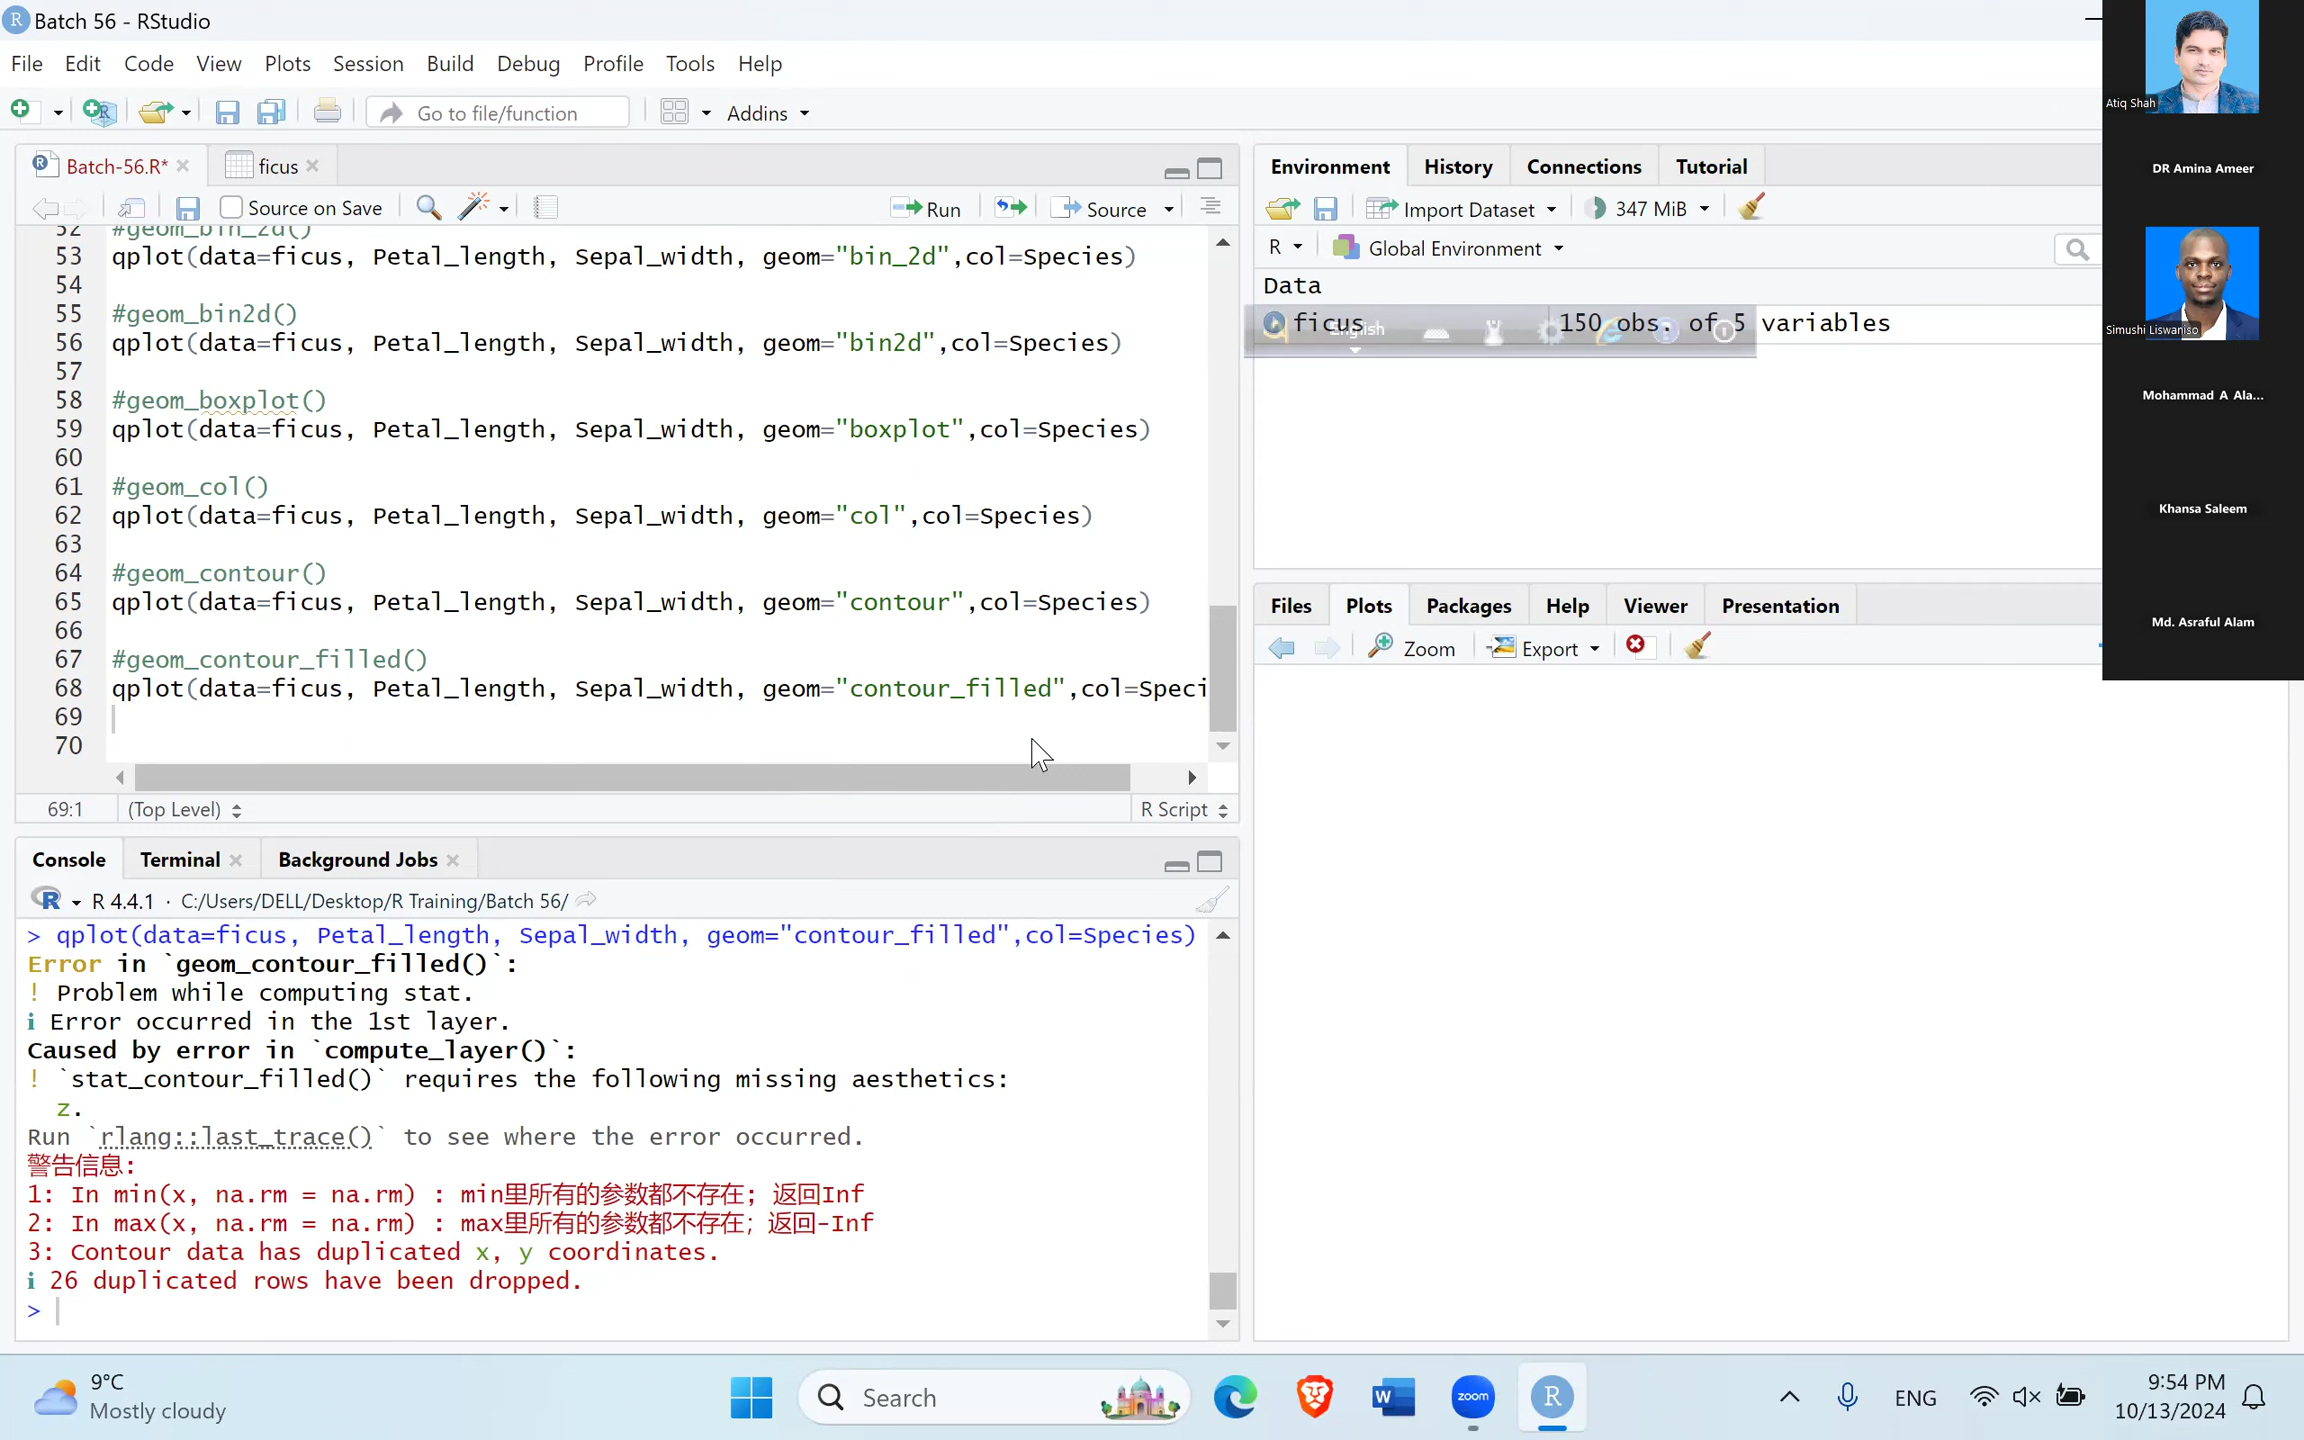 Batch 56 - RStudio
File Edit Code View Plots Session Build Debug Profile Tools Help
Go to file/function Addins
Batch-56.R* ficus
Source on Save Run Source
52 #geom_bin_2d()
53 qplot(data=ficus, Petal_length, Sepal_width, geom="bin_2d",col=Species)
54
55 #geom_bin2d()
56 qplot(data=ficus, Petal_length, Sepal_width, geom="bin2d",col=Species)
57
58 #geom_boxplot()
59 qplot(data=ficus, Petal_length, Sepal_width, geom="boxplot",col=Species)
60
61 #geom_col()
62 qplot(data=ficus, Petal_length, Sepal_width, geom="col",col=Species)
63
64 #geom_contour()
65 qplot(data=ficus, Petal_length, Sepal_width, geom="contour",col=Species)
66
67 #geom_contour_filled()
68 qplot(data=ficus, Petal_length, Sepal_width, geom="contour_filled",col=Speci
69
70
69:1 (Top Level) R Script
Console Terminal Background Jobs
R 4.4.1 · C:/Users/DELL/Desktop/R Training/Batch 56/
> qplot(data=ficus, Petal_length, Sepal_width, geom="contour_filled",col=Species)
Error in `geom_contour_filled()`:
! Problem while computing stat.
ℹ Error occurred in the 1st layer.
Caused by error in `compute_layer()`:
! `stat_contour_filled()` requires the following missing aesthetics:
z.
Run `rlang::last_trace()` to see where the error occurred.
警告信息:
1: In min(x, na.rm = na.rm) : min里所有的参数都不存在; 返回Inf
2: In max(x, na.rm = na.rm) : max里所有的参数都不存在;返回-Inf
3: Contour data has duplicated x, y coordinates.
ℹ 26 duplicated rows have been dropped.
>
Environment History Connections Tutorial
Import Dataset 347 MiB
R Global Environment
Data
ficus 150 obs. of 5 variables
English
Files Plots Packages Help Viewer Presentation
Zoom Export
Atiq Shah
DR Amina Ameer
Simushi Liswaniso
Mohammad A Ala...
Khansa Saleem
Md. Asraful Alam
9°C
Mostly cloudy
Search
zoom
ENG
9:54 PM
10/13/2024